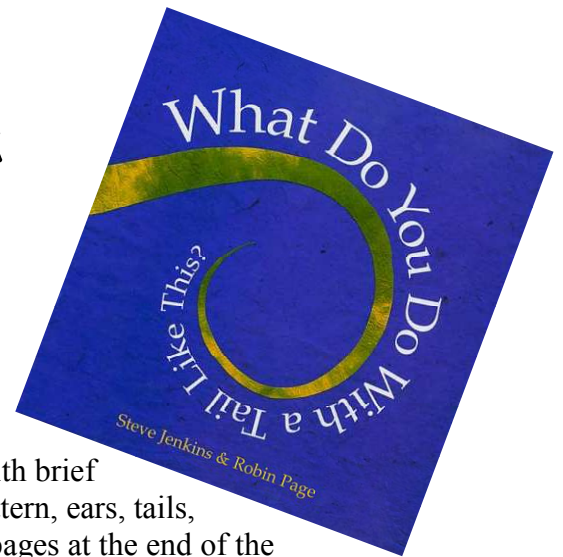 What Do You Do With a Tail Like This?
Steve Jenkins & Robin Page
brief
ears, tails,
at the end of the